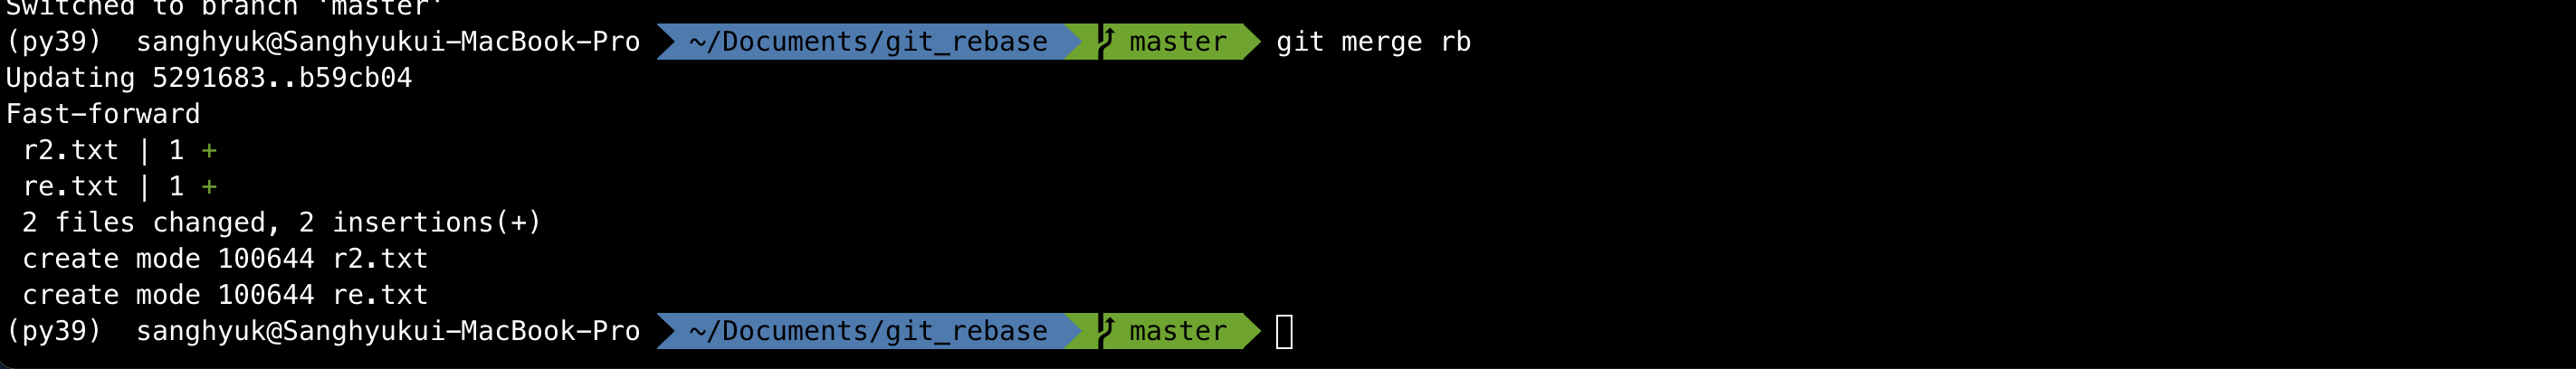 Switched to branch 'master'
(py39) sanghyuk@Sanghyukui-MacBook-Pro ~/Documents/git_rebase master git merge rb
Updating 5291683..b59cb04
Fast-forward
r2.txt | 1 +
re.txt | 1 +
2 files changed, 2 insertions(+)
create mode 100644 r2.txt
create mode 100644 re.txt
(py39) sanghyuk@Sanghyukui-MacBook-Pro ~/Documents/git_rebase master